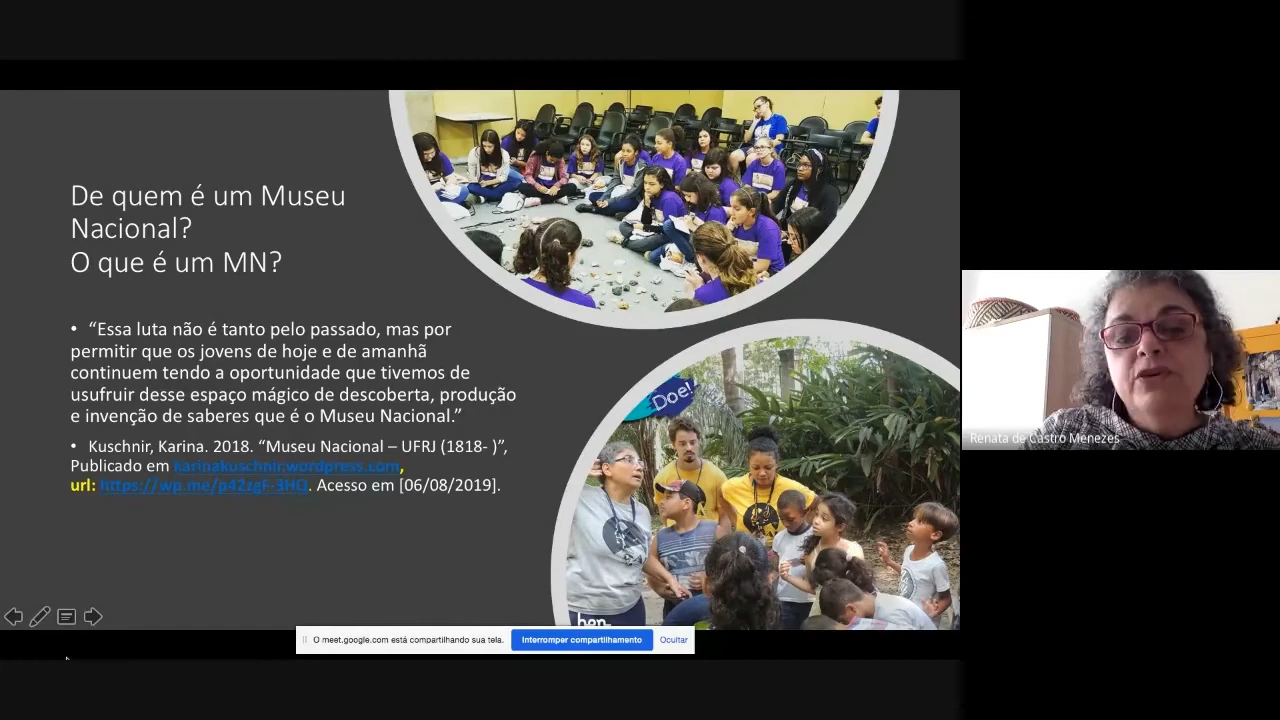 De quem é um Museu
Nacional?
O que é um MN?
• “Essa luta não é tanto pelo passado, mas por
permitir que os jovens de hoje e de amanhã
continuem tendo a oportunidade que tivemos de
usufruir desse espaço mágico de descoberta, produção
e invenção de saberes que é o Museu Nacional.”
• Kuschnir, Karina. 2018. “Museu Nacional – UFRJ (1818- )”,
Publicado em karinakuschnir.wordpress.com,
url: https://wp.me/p42zgF-3HQ. Acesso em [06/08/2019].
Doe!
ben-
Renata de Castro Menezes
O meet.google.com está compartilhando sua tela. Interromper compartilhamento Ocultar